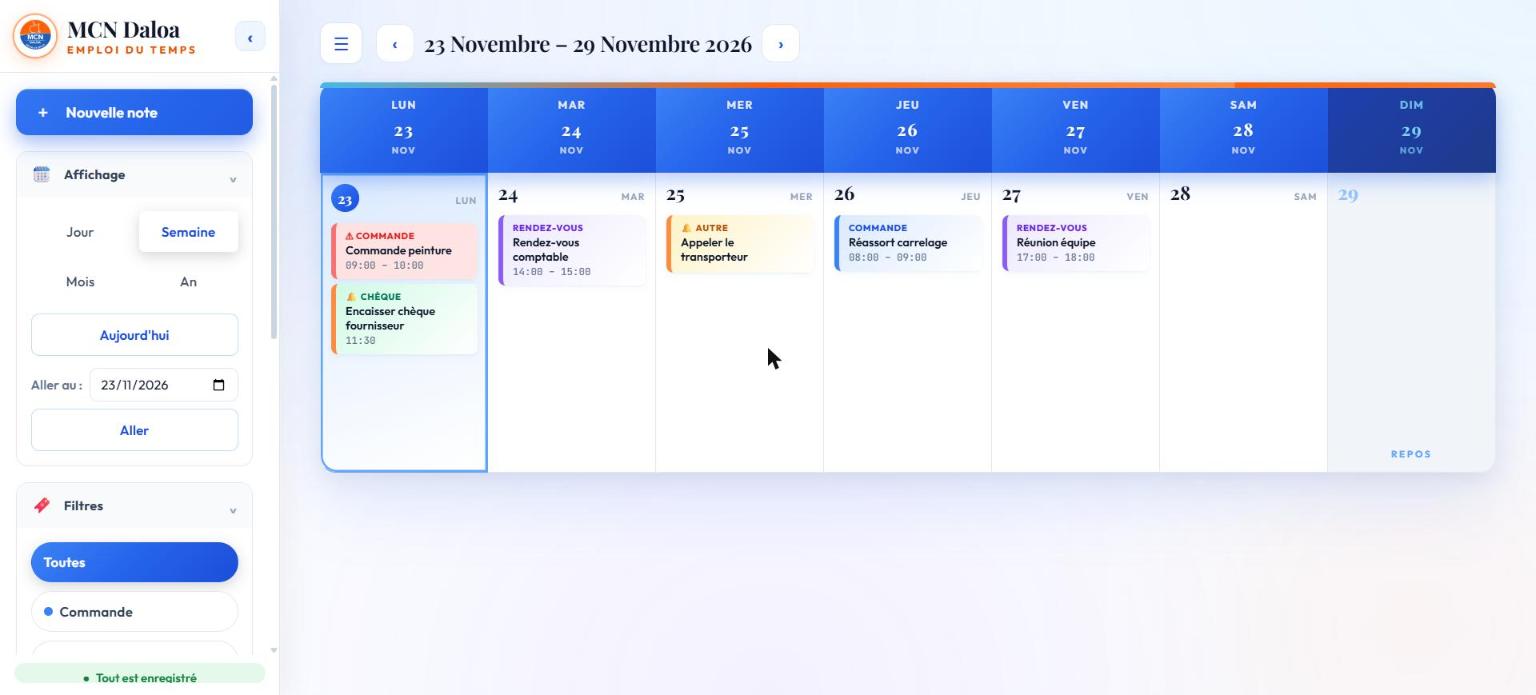 MCN Daloa
EMPLOI DU TEMPS
‹
+ Nouvelle note
Affichage v
Jour Semaine
Mois An
Aujourd'hui
Aller au : 23/11/2026
Aller
Filtres v
Toutes
Commande
● Tout est enregistré
☰ ‹ 23 Novembre – 29 Novembre 2026 ›
LUN MAR MER JEU VEN SAM DIM
23 24 25 26 27 28 29
NOV NOV NOV NOV NOV NOV NOV
23 LUN
⚠ COMMANDE
Commande peinture
09:00 – 10:00
🔔 CHÈQUE
Encaisser chèque
fournisseur
11:30
24 MAR
RENDEZ-VOUS
Rendez-vous
comptable
14:00 – 15:00
25 MER
🔔 AUTRE
Appeler le
transporteur
26 JEU
COMMANDE
Réassort carrelage
08:00 – 09:00
27 VEN
RENDEZ-VOUS
Réunion équipe
17:00 – 18:00
28 SAM
29
REPOS